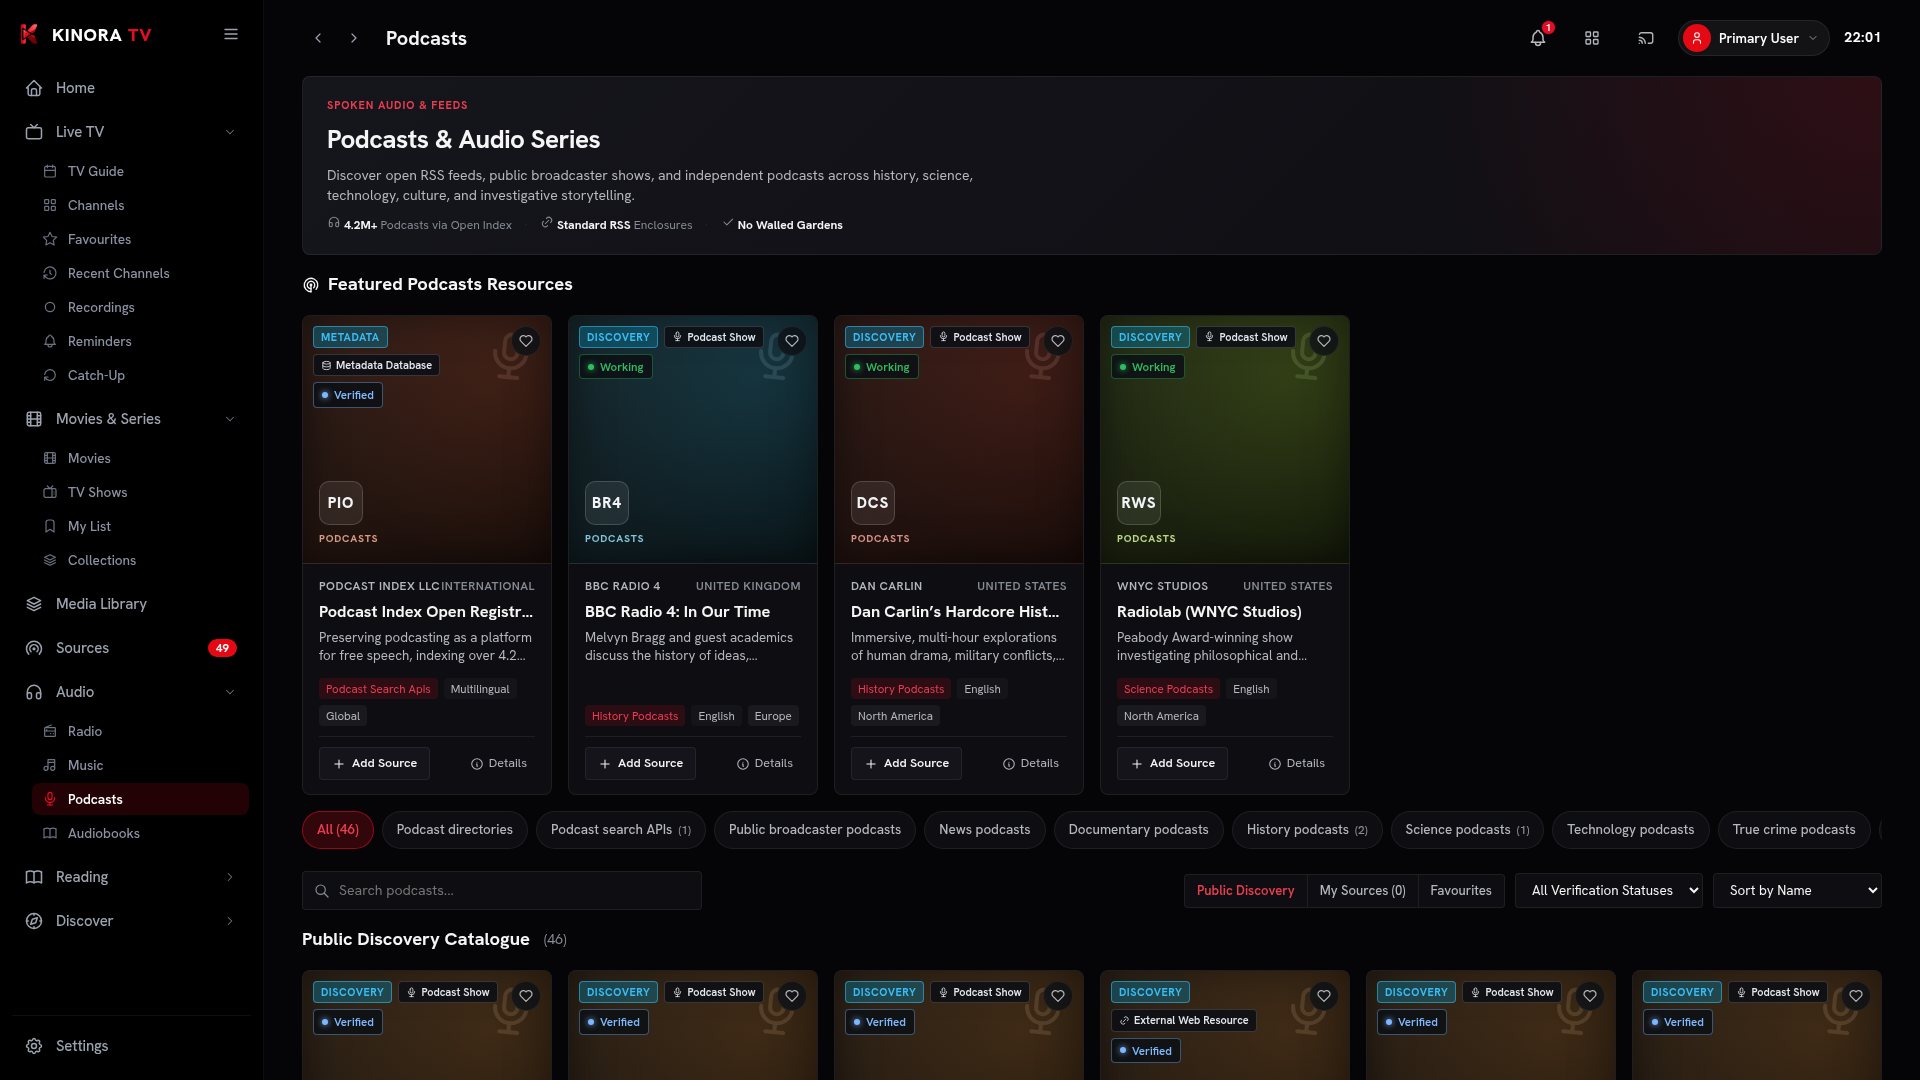 KINORA TV
Podcasts
1
Primary User
22:01
Home
Live TV
TV Guide
Channels
Favourites
Recent Channels
Recordings
Reminders
Catch-Up
Movies & Series
Movies
TV Shows
My List
Collections
Media Library
Sources
49
Audio
Radio
Music
Podcasts
Audiobooks
Reading
Discover
Settings
SPOKEN AUDIO & FEEDS
Podcasts & Audio Series
Discover open RSS feeds, public broadcaster shows, and independent podcasts across history, science,
technology, culture, and investigative storytelling.
4.2M+ Podcasts via Open Index · Standard RSS Enclosures · No Walled Gardens
Featured Podcasts Resources
METADATA
Metadata Database
Verified
PIO
PODCASTS
PODCAST INDEX LLC INTERNATIONAL
Podcast Index Open Registr...
Preserving podcasting as a platform
for free speech, indexing over 4.2...
Podcast Search Apis Multilingual
Global
Add Source Details
DISCOVERY Podcast Show
Working
BR4
PODCASTS
BBC RADIO 4 UNITED KINGDOM
BBC Radio 4: In Our Time
Melvyn Bragg and guest academics
discuss the history of ideas,...
History Podcasts English Europe
Add Source Details
DISCOVERY Podcast Show
Working
DCS
PODCASTS
DAN CARLIN UNITED STATES
Dan Carlin's Hardcore Hist...
Immersive, multi-hour explorations
of human drama, military conflicts,...
History Podcasts English
North America
Add Source Details
DISCOVERY Podcast Show
Working
RWS
PODCASTS
WNYC STUDIOS UNITED STATES
Radiolab (WNYC Studios)
Peabody Award-winning show
investigating philosophical and...
Science Podcasts English
North America
Add Source Details
All (46) Podcast directories Podcast search APIs (1) Public broadcaster podcasts News podcasts Documentary podcasts History podcasts (2) Science podcasts (1) Technology podcasts True crime podcasts
Search podcasts...
Public Discovery My Sources (0) Favourites All Verification Statuses Sort by Name
Public Discovery Catalogue (46)
DISCOVERY Podcast Show
Verified
DISCOVERY Podcast Show
Verified
DISCOVERY Podcast Show
Verified
DISCOVERY
External Web Resource
Verified
DISCOVERY Podcast Show
Verified
DISCOVERY Podcast Show
Verified